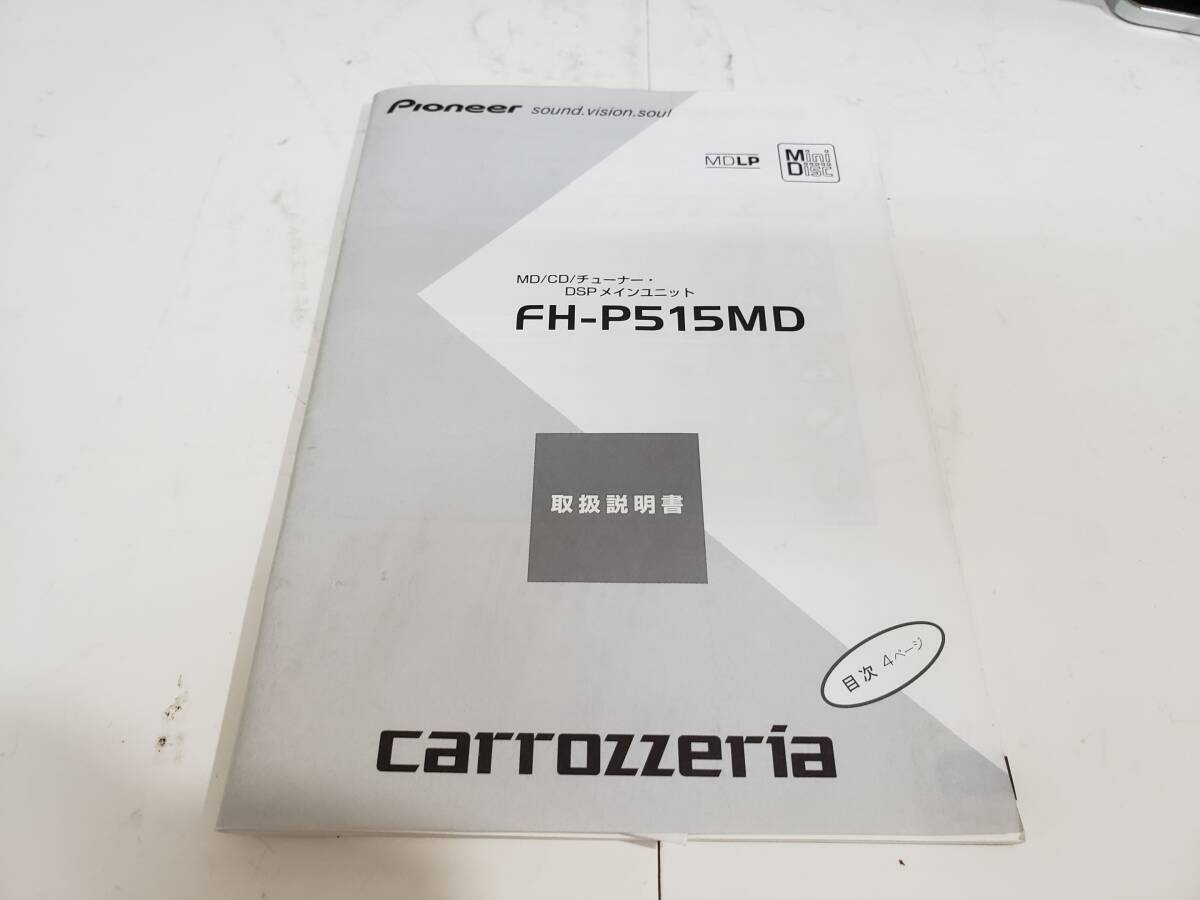 Pioneer sound.vision.soul
MDLP
Mini
Disc
MD/CD/チューナー・
DSPメインユニット
FH-P515MD
取扱説明書
目次 4ページ
carrozzeria